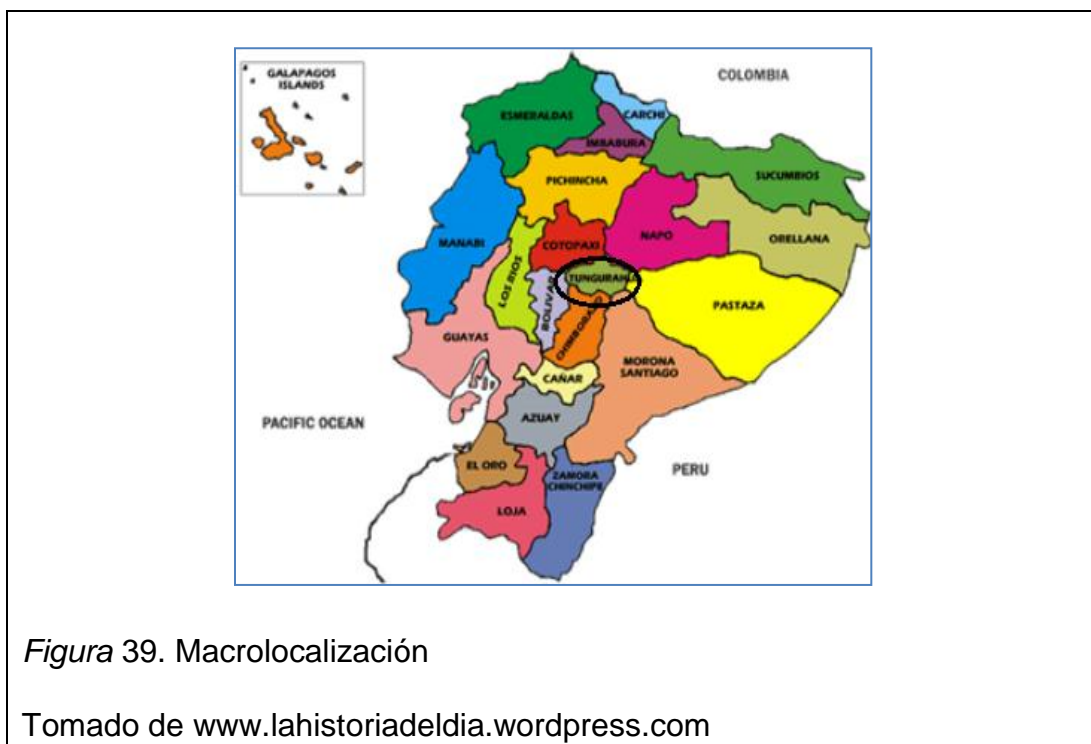 GALAPAGOS
ISLANDS
COLOMBIA
ESMERALDAS
CARCHI
IMBABURA
SUCUMBIOS
PICHINCHA
MANABI
COTOPAXI
NAPO
ORELLANA
LOS RIOS
BOLIVAR
TUNGURAHUA
PASTAZA
CHIMBORAZO
GUAYAS
MORONA
SANTIAGO
CAÑAR
PACIFIC OCEAN
AZUAY
EL ORO
ZAMORA
CHINCHIPE
PERU
LOJA
Figura 39. Macrolocalización
Tomado de www.lahistoriadeldia.wordpress.com